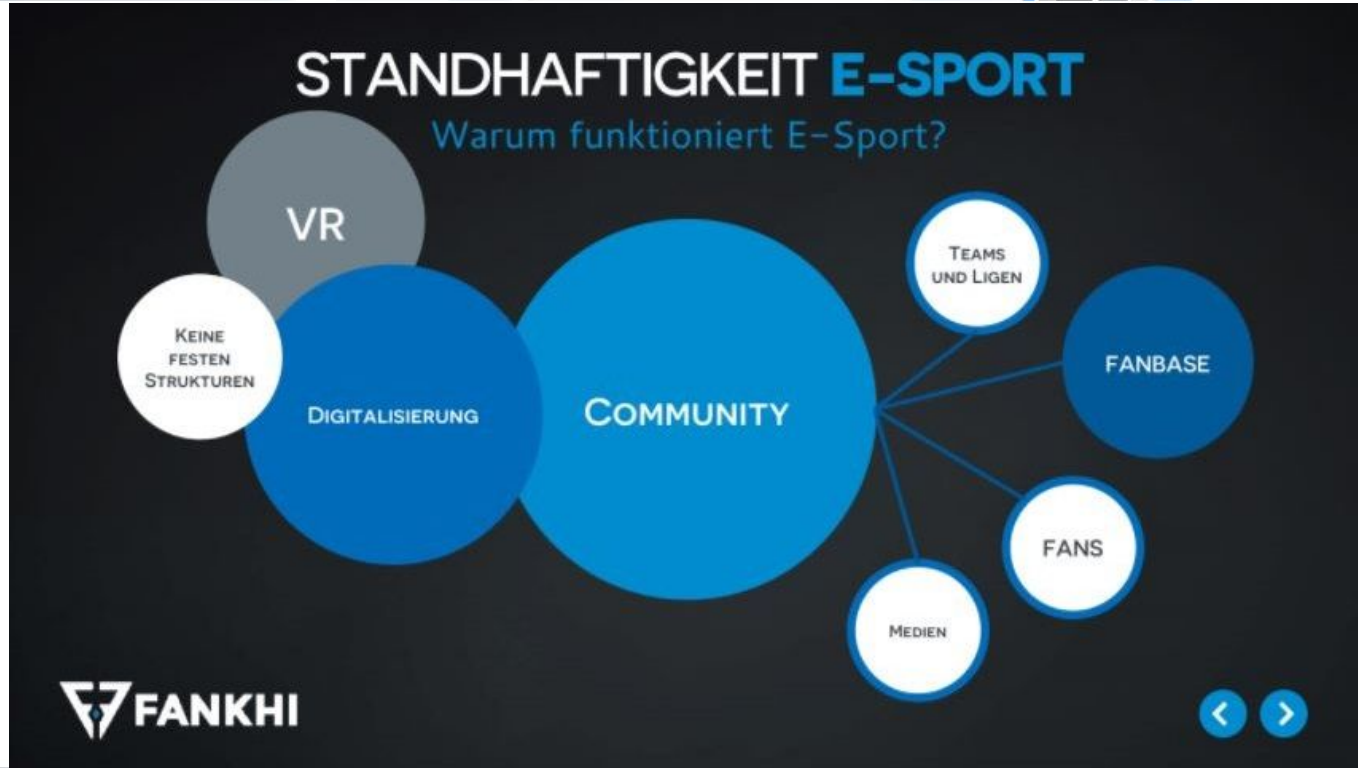 STANDHAFTIGKEIT E-SPORT
Warum funktioniert E-Sport?
VR
KEINE
FESTEN
STRUKTUREN
DIGITALISIERUNG
COMMUNITY
TEAMS
UND LIGEN
FANBASE
FANS
MEDIEN
FANKHI